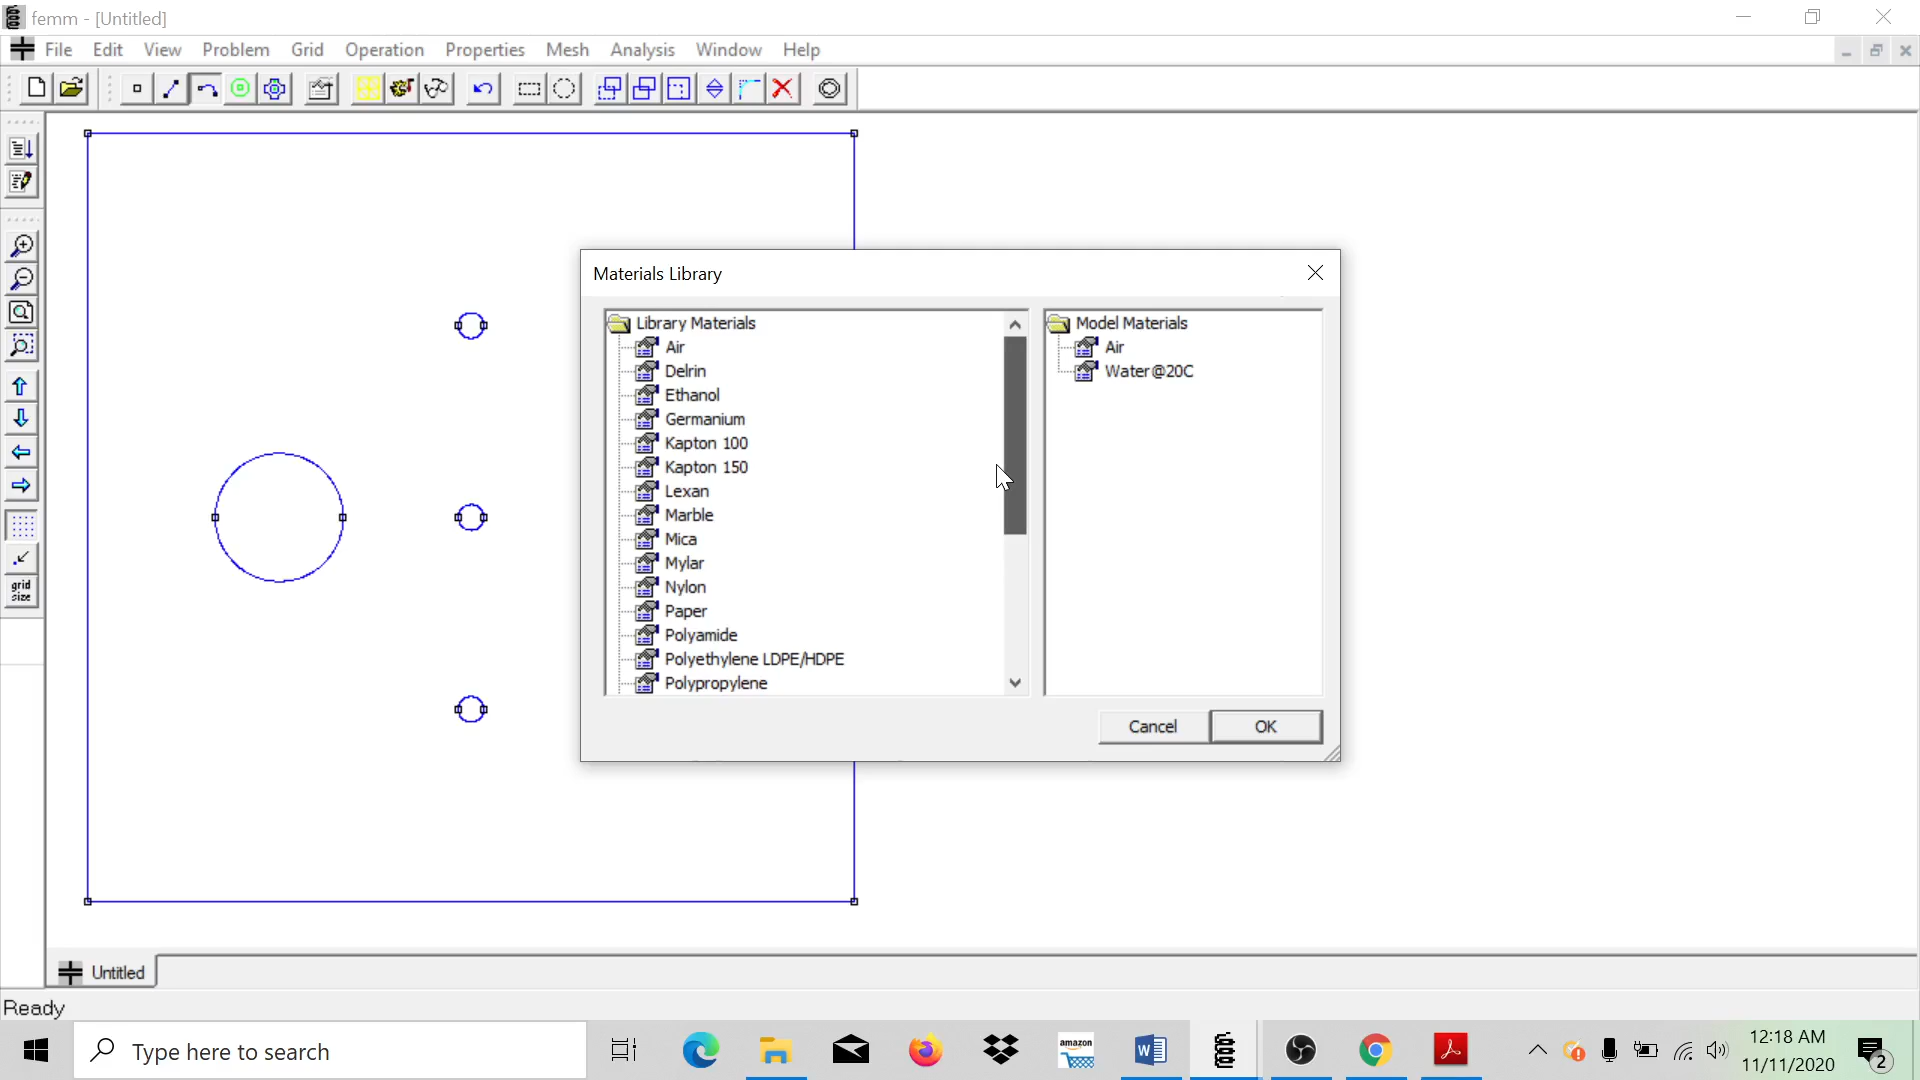 femm - [Untitled]
File Edit View Problem Grid Operation Properties Mesh Analysis Window Help
Materials Library
Library Materials
Air
Delrin
Ethanol
Germanium
Kapton 100
Kapton 150
Lexan
Marble
Mica
Mylar
Nylon
Paper
Polyamide
Polyethylene LDPE/HDPE
Polypropylene
Model Materials
Air
Water@20C
Cancel OK
grid
size
Untitled
Ready
Type here to search
amazon
12:18 AM
11/11/2020
2